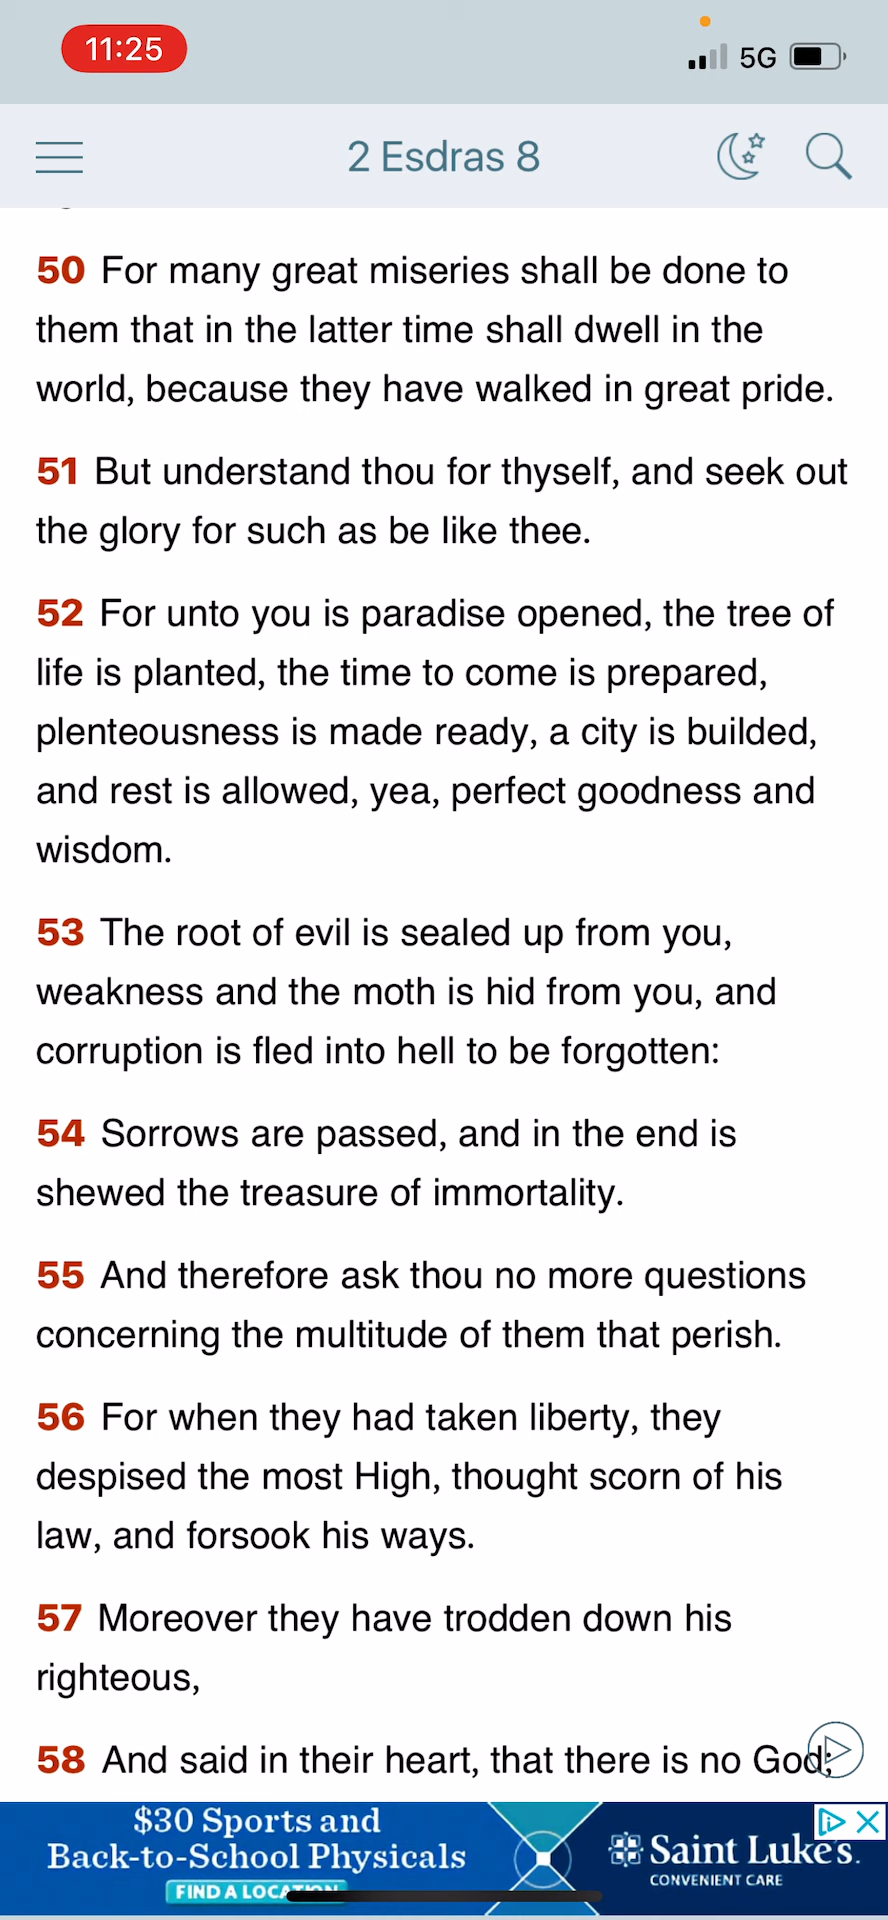 11:25
5G
2 Esdras 8
50 For many great miseries shall be done to
them that in the latter time shall dwell in the
world, because they have walked in great pride.
51 But understand thou for thyself, and seek out
the glory for such as be like thee.
52 For unto you is paradise opened, the tree of
life is planted, the time to come is prepared,
plenteousness is made ready, a city is builded,
and rest is allowed, yea, perfect goodness and
wisdom.
53 The root of evil is sealed up from you,
weakness and the moth is hid from you, and
corruption is fled into hell to be forgotten:
54 Sorrows are passed, and in the end is
shewed the treasure of immortality.
55 And therefore ask thou no more questions
concerning the multitude of them that perish.
56 For when they had taken liberty, they
despised the most High, thought scorn of his
law, and forsook his ways.
57 Moreover they have trodden down his
righteous,
58 And said in their heart, that there is no God;
$30 Sports and
Back-to-School Physicals
FIND A LOCATION
Saint Luke's.
CONVENIENT CARE